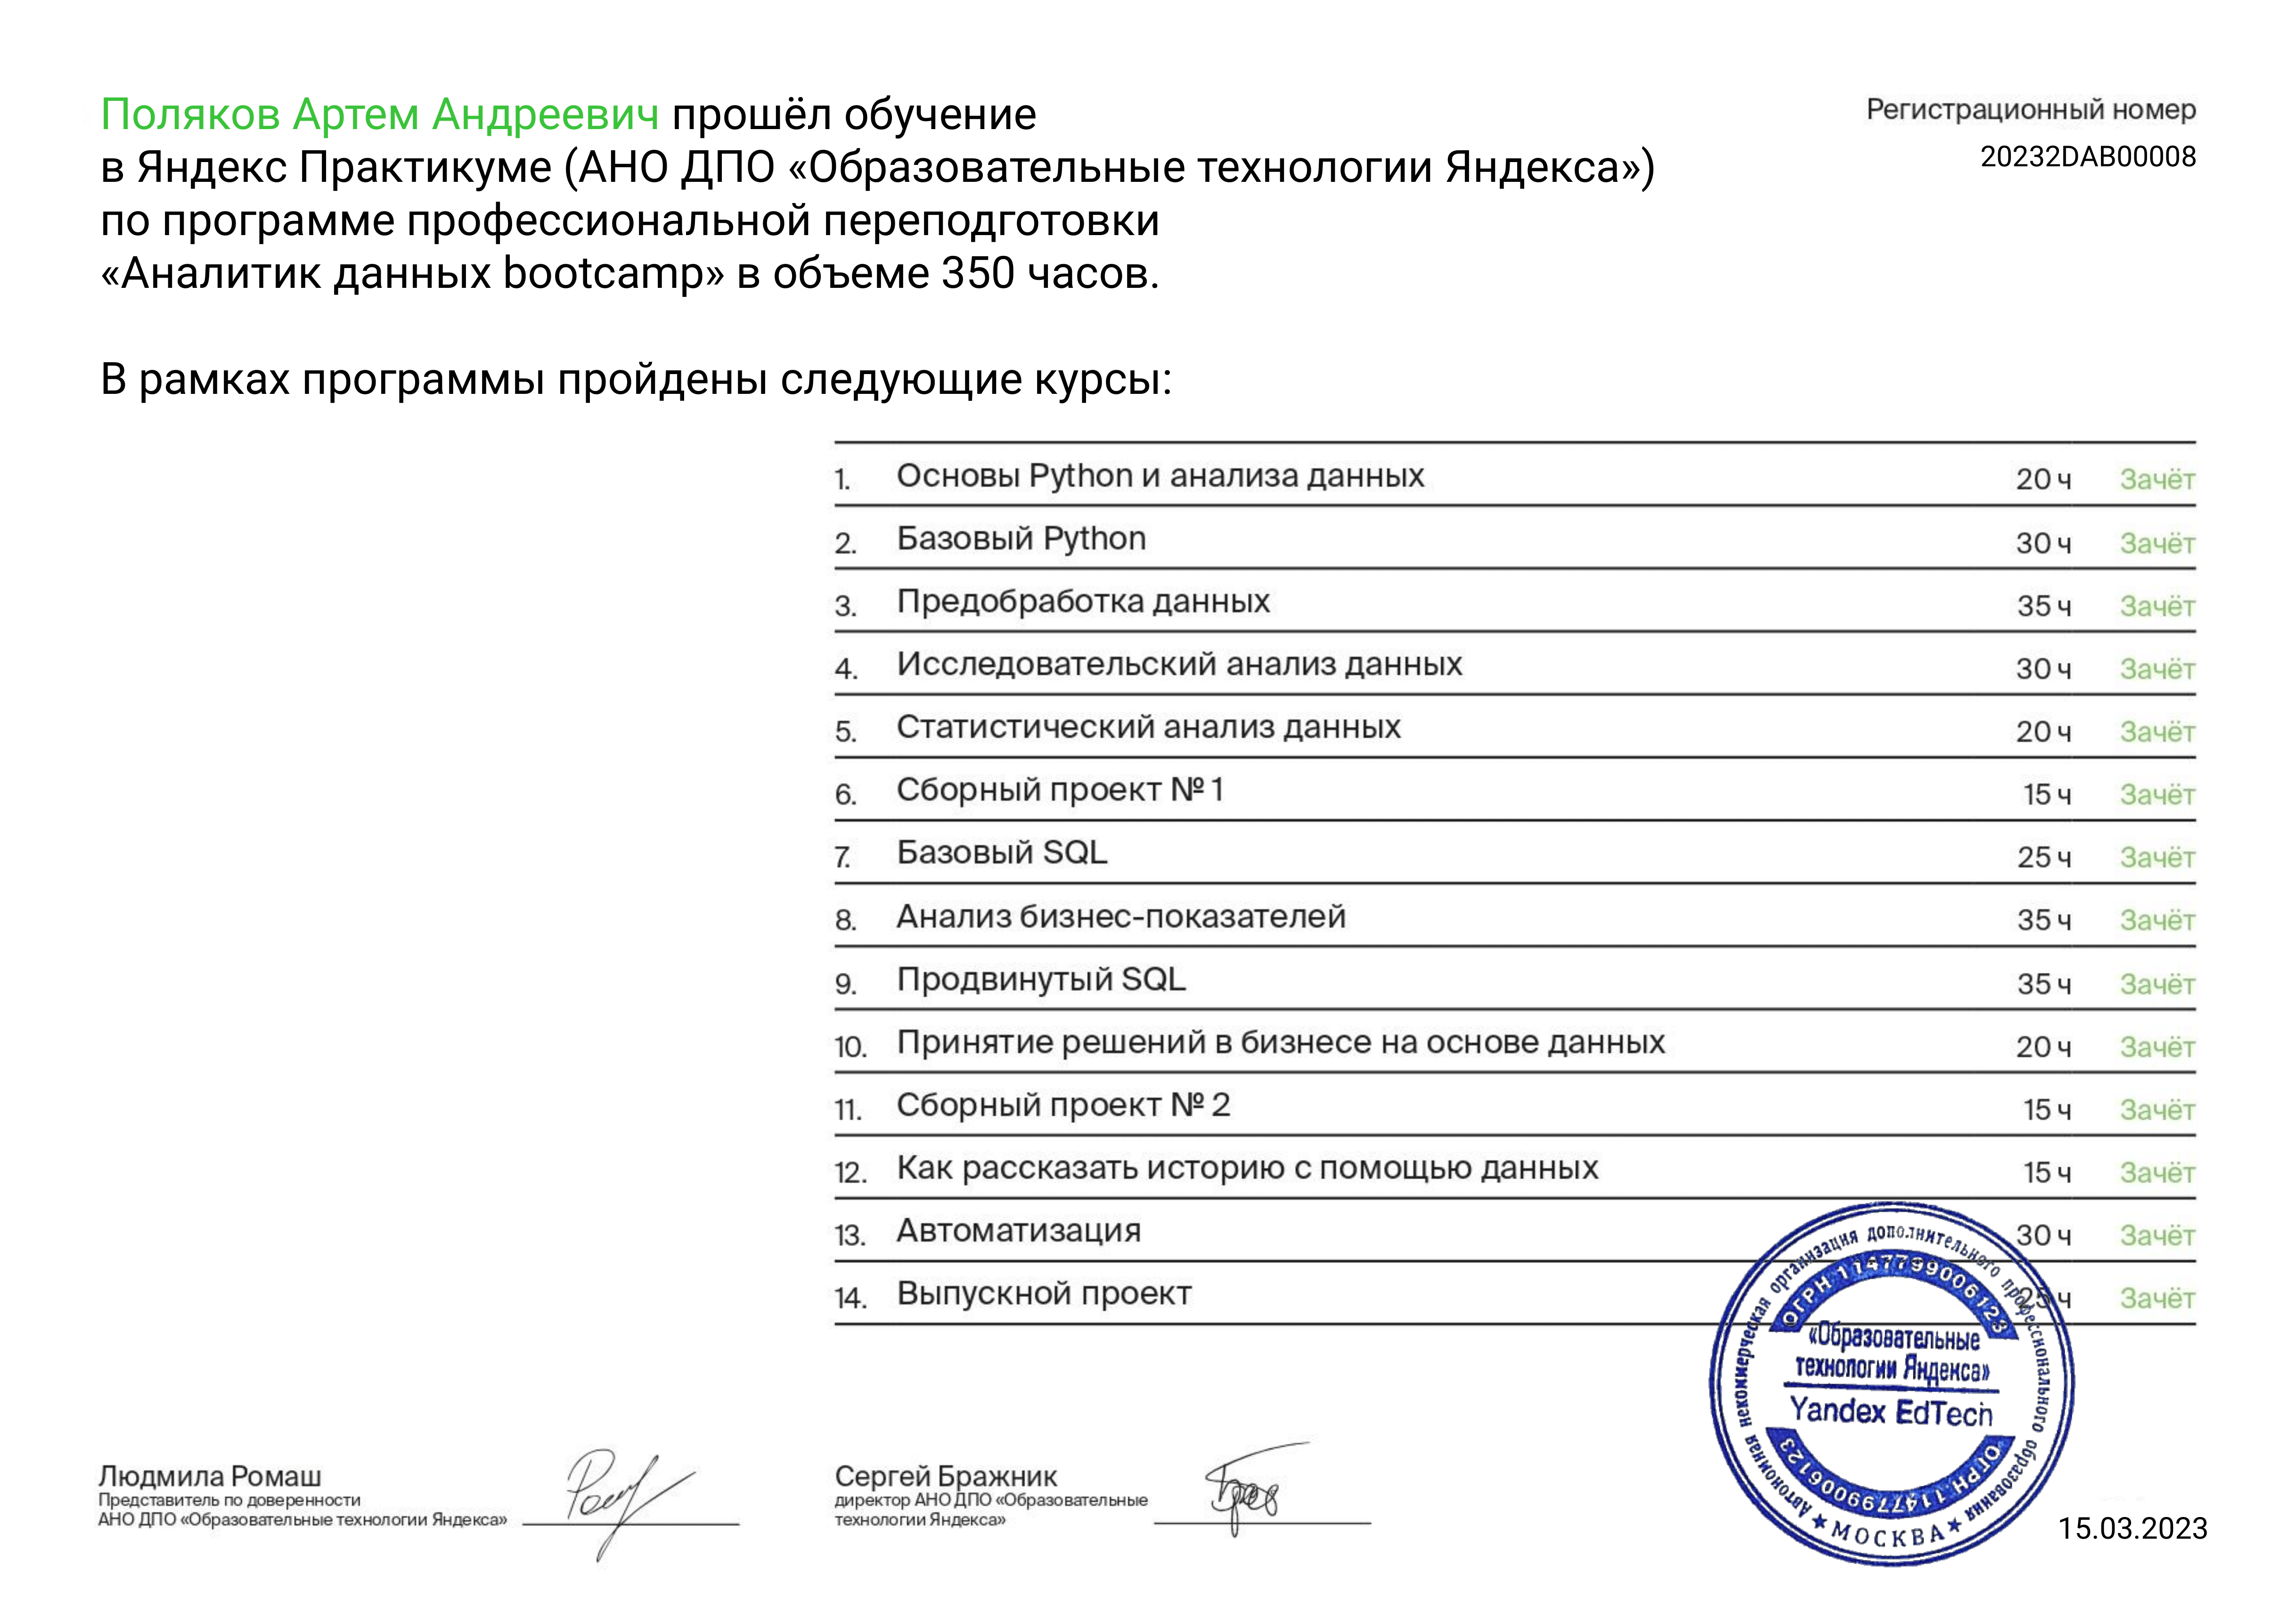 Поляков Артем Андреевич прошёл обучение
в Яндекс Практикуме (АНО ДПО «Образовательные технологии Яндекса»)
по программе профессиональной переподготовки
«Аналитик данных bootcamp» в объеме 350 часов.
Регистрационный номер
20232DAB00008
В рамках программы пройдены следующие курсы:
1. Основы Python и анализа данных 20 ч Зачёт
2. Базовый Python 30 ч Зачёт
3. Предобработка данных 35 ч Зачёт
4. Исследовательский анализ данных 30 ч Зачёт
5. Статистический анализ данных 20 ч Зачёт
6. Сборный проект № 1 15 ч Зачёт
7. Базовый SQL 25 ч Зачёт
8. Анализ бизнес-показателей 35 ч Зачёт
9. Продвинутый SQL 35 ч Зачёт
10. Принятие решений в бизнесе на основе данных 20 ч Зачёт
11. Сборный проект № 2 15 ч Зачёт
12. Как рассказать историю с помощью данных 15 ч Зачёт
13. Автоматизация 30 ч Зачёт
14. Выпускной проект 25 ч Зачёт
Автономная некоммерческая организация дополнительного профессионального образования
ОГРН 1147799006123
«Образовательные
технологии Яндекса»
Yandex EdTech
ОГРН 1147799006123
★ МОСКВА ★
Людмила Ромаш
Представитель по доверенности
АНО ДПО «Образовательные технологии Яндекса»
Сергей Бражник
директор АНО ДПО «Образовательные
технологии Яндекса»
15.03.2023